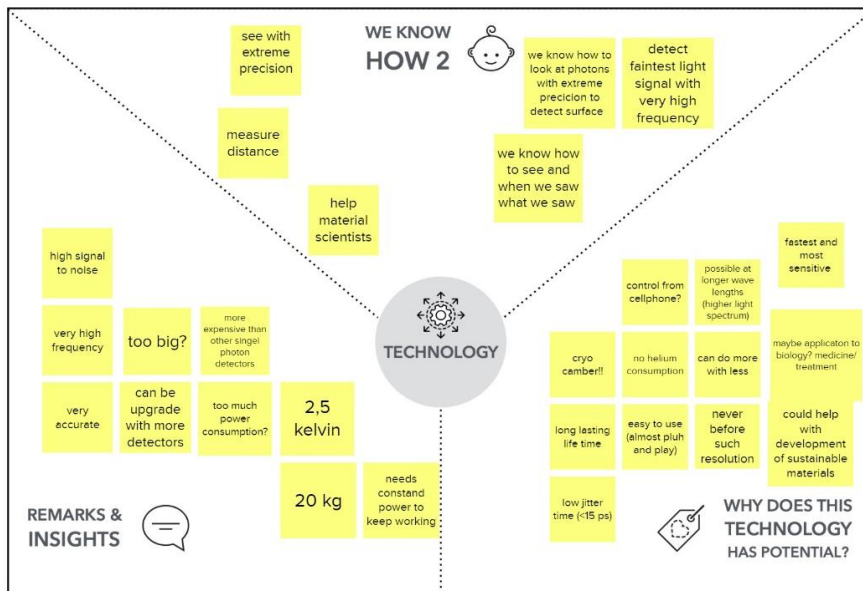 WE KNOW
HOW 2
see with
extreme
precision
measure
distance
help
material
scientists
we know how to
look at photons
with extreme
precicion to
detect surface
detect
faintest light
signal with
very high
frequency
we know how
to see and
when we saw
what we saw
TECHNOLOGY
high signal
to noise
very high
frequency
too big?
more
expensive than
other singel
photon
detectors
very
accurate
can be
upgrade
with more
detectors
too much
power
consumption?
2,5
kelvin
20 kg
needs
constand
power to
keep working
REMARKS &
INSIGHTS
fastest and
most
sensitive
control from
cellphone?
possible at
longer wave
lengths
(higher light
spectrum)
cryo
camber!!
no helium
consumption
can do more
with less
maybe applicaton to
biology? medicine/
treatment
long lasting
life time
easy to use
(almost pluh
and play)
never
before
such
resolution
could help
with
development
of sustainable
materials
low jitter
time (<15 ps)
WHY DOES THIS
TECHNOLOGY
HAS POTENTIAL?